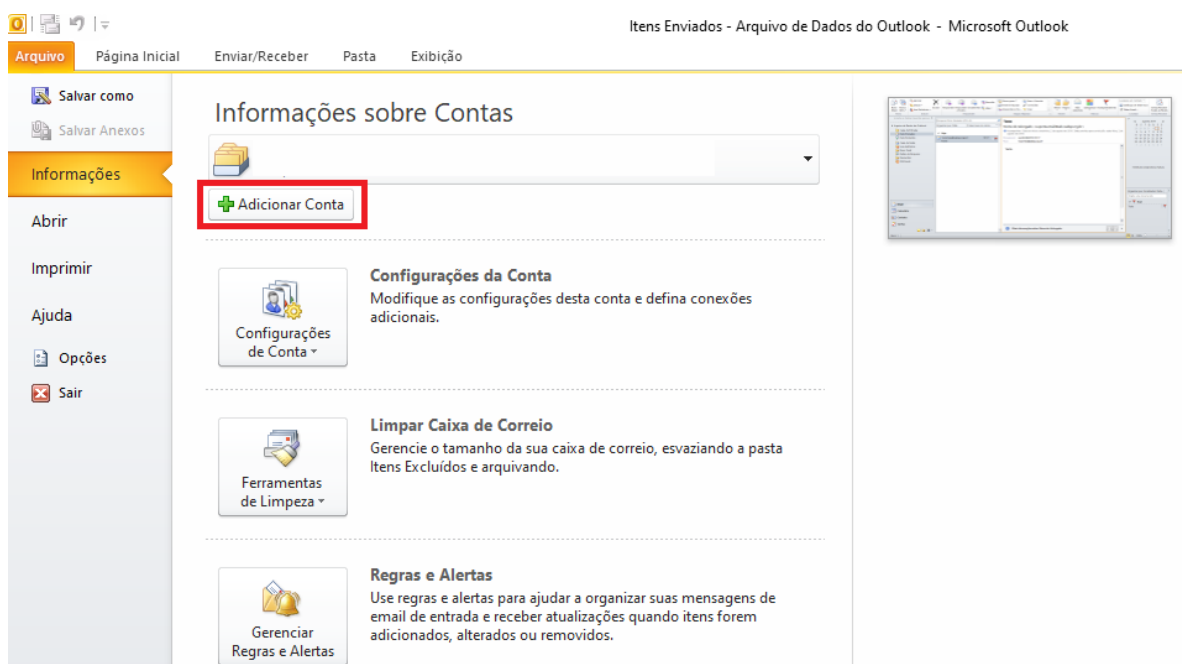 Itens Enviados - Arquivo de Dados do Outlook - Microsoft Outlook
Arquivo Página Inicial Enviar/Receber Pasta Exibição
Salvar como
Salvar Anexos
Informações
Abrir
Imprimir
Ajuda
Opções
Sair
Informações sobre Contas
Adicionar Conta
Configurações de Conta
Configurações da Conta
Modifique as configurações desta conta e defina conexões
adicionais.
Ferramentas
de Limpeza
Limpar Caixa de Correio
Gerencie o tamanho da sua caixa de correio, esvaziando a pasta
Itens Excluídos e arquivando.
Gerenciar
Regras e Alertas
Regras e Alertas
Use regras e alertas para ajudar a organizar suas mensagens de
email de entrada e receber atualizações quando itens forem
adicionados, alterados ou removidos.